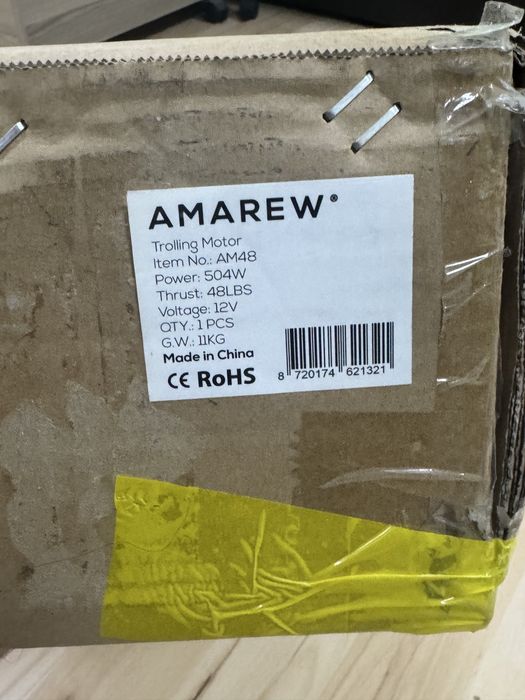 AMAREW®
Trolling Motor
Item No.: AM48
Power: 504W
Thrust: 48LBS
Voltage: 12V
QTY.: 1 PCS
G.W.: 11KG
Made in China
CE RoHS
8 720174 621321